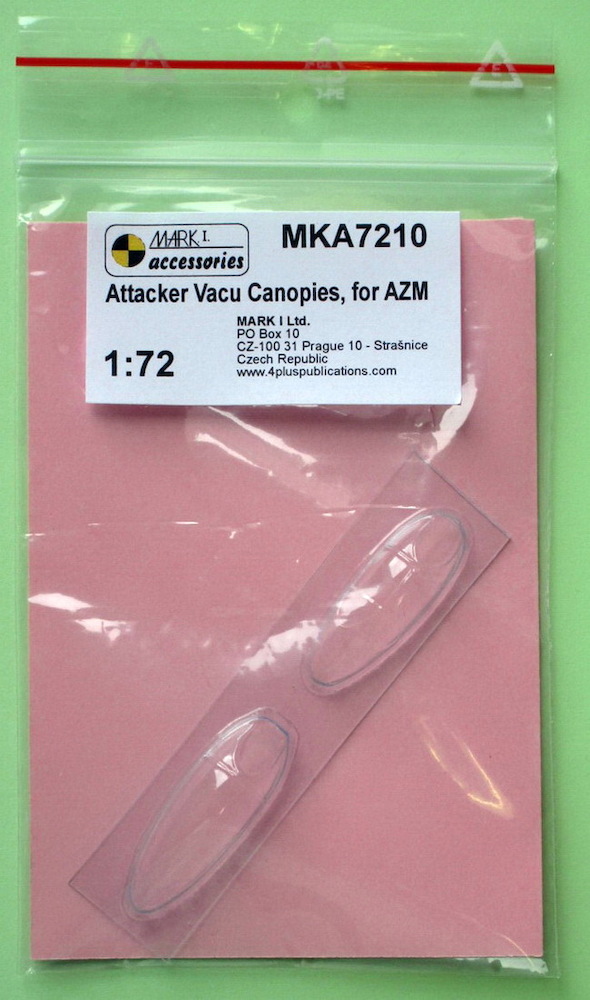 MARK I.
accessories
MKA7210
Attacker Vacu Canopies, for AZM
1:72
MARK I Ltd.
PO Box 10
CZ-100 31 Prague 10 - Strašnice
Czech Republic
www.4pluspublications.com